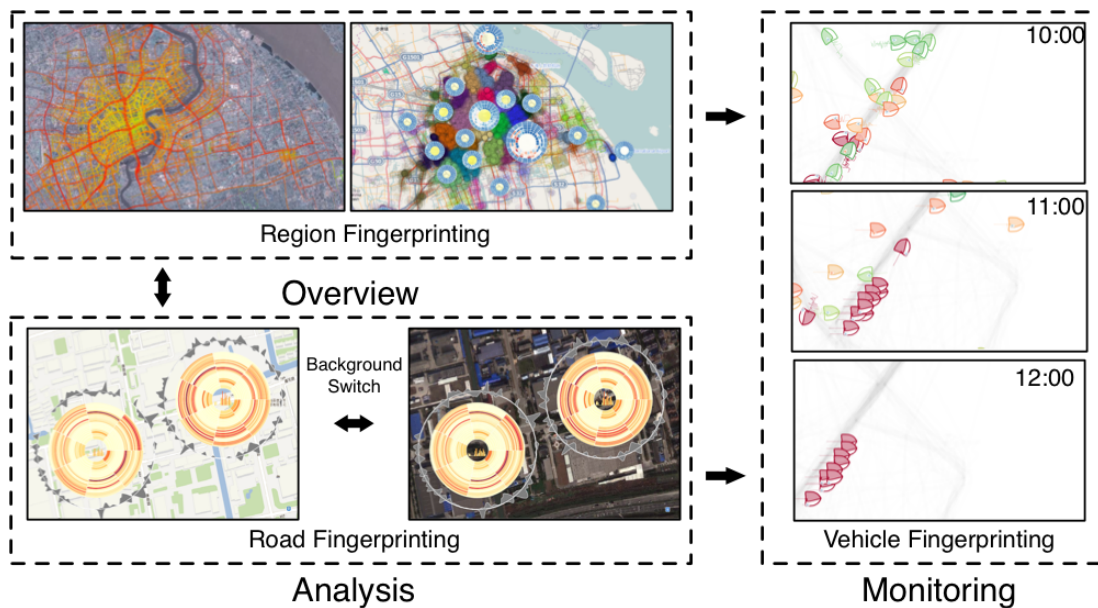 Region Fingerprinting
Overview
Background
Switch
Road Fingerprinting
Analysis
10:00
11:00
12:00
Vehicle Fingerprinting
Monitoring